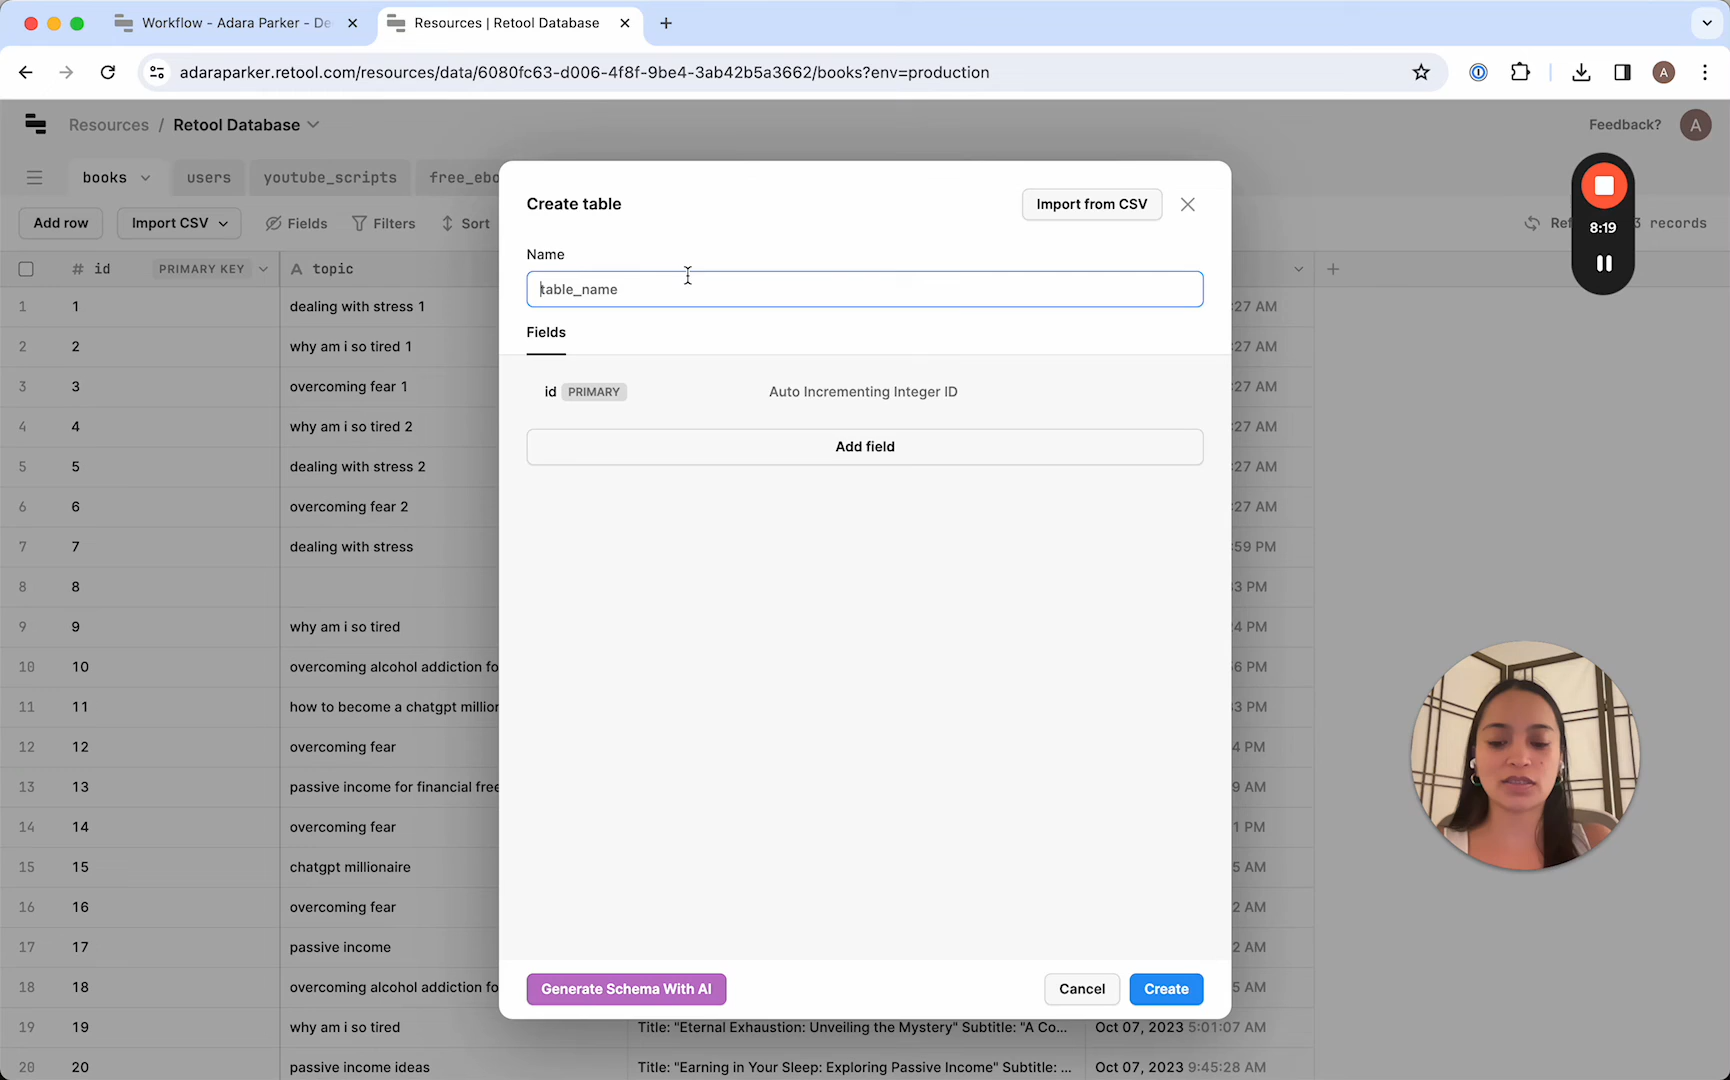 Workflow - Adara Parker - De
Resources | Retool Database
adaraparker.retool.com/resources/data/6080fc63-d006-4f8f-9be4-3ab42b5a3662/books?env=production
A
Resources / Retool Database
Feedback?
A
books
users
youtube_scripts
free_ebo
Add row
Import CSV
Fields
Filters
Sort
Ref
3 records
8:19
# id PRIMARY KEY
A topic
1 1 dealing with stress 1 :27 AM
2 2 why am i so tired 1 :27 AM
3 3 overcoming fear 1 :27 AM
4 4 why am i so tired 2 :27 AM
5 5 dealing with stress 2 :27 AM
6 6 overcoming fear 2 :27 AM
7 7 dealing with stress :59 PM
8 8 3 PM
9 9 why am i so tired 4 PM
10 10 overcoming alcohol addiction fo 6 PM
11 11 how to become a chatgpt million 3 PM
12 12 overcoming fear 4 PM
13 13 passive income for financial free 9 AM
14 14 overcoming fear 1 PM
15 15 chatgpt millionaire 5 AM
16 16 overcoming fear 2 AM
17 17 passive income 2 AM
18 18 overcoming alcohol addiction fo 5 AM
19 19 why am i so tired Title: "Eternal Exhaustion: Unveiling the Mystery" Subtitle: "A Co... Oct 07, 2023 5:01:07 AM
20 20 passive income ideas Title: "Earning in Your Sleep: Exploring Passive Income" Subtitle: ... Oct 07, 2023 9:45:28 AM
Create table
Import from CSV
Name
table_name
Fields
id PRIMARY Auto Incrementing Integer ID
Add field
Generate Schema With AI
Cancel
Create